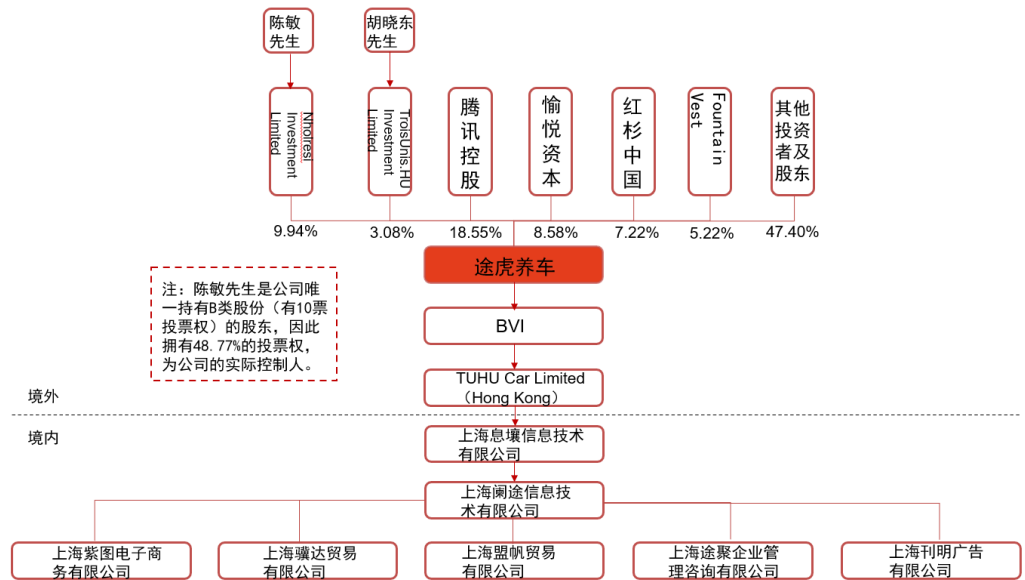 陈敏
先生
胡晓东
先生
Nholresi
Investment
Limited
TroisUnis.HU
Investment
Limited
腾讯控股
愉悦资本
红杉中国
Fountain
Vest
其他
投资
者及
股东
9.94%
3.08%
18.55%
8.58%
7.22%
5.22%
47.40%
途虎养车
注：陈敏先生是公司唯
一持有B类股份（有10票
投票权）的股东，因此
拥有48.77%的投票权，
为公司的实际控制人。
BVI
TUHU Car Limited
（Hong Kong）
境外
境内
上海息壤信息技术
有限公司
上海阑途信息技
术有限公司
上海紫图电子商
务有限公司
上海骥达贸易
有限公司
上海盟帆贸易
有限公司
上海途聚企业管
理咨询有限公司
上海刊明广告
有限公司